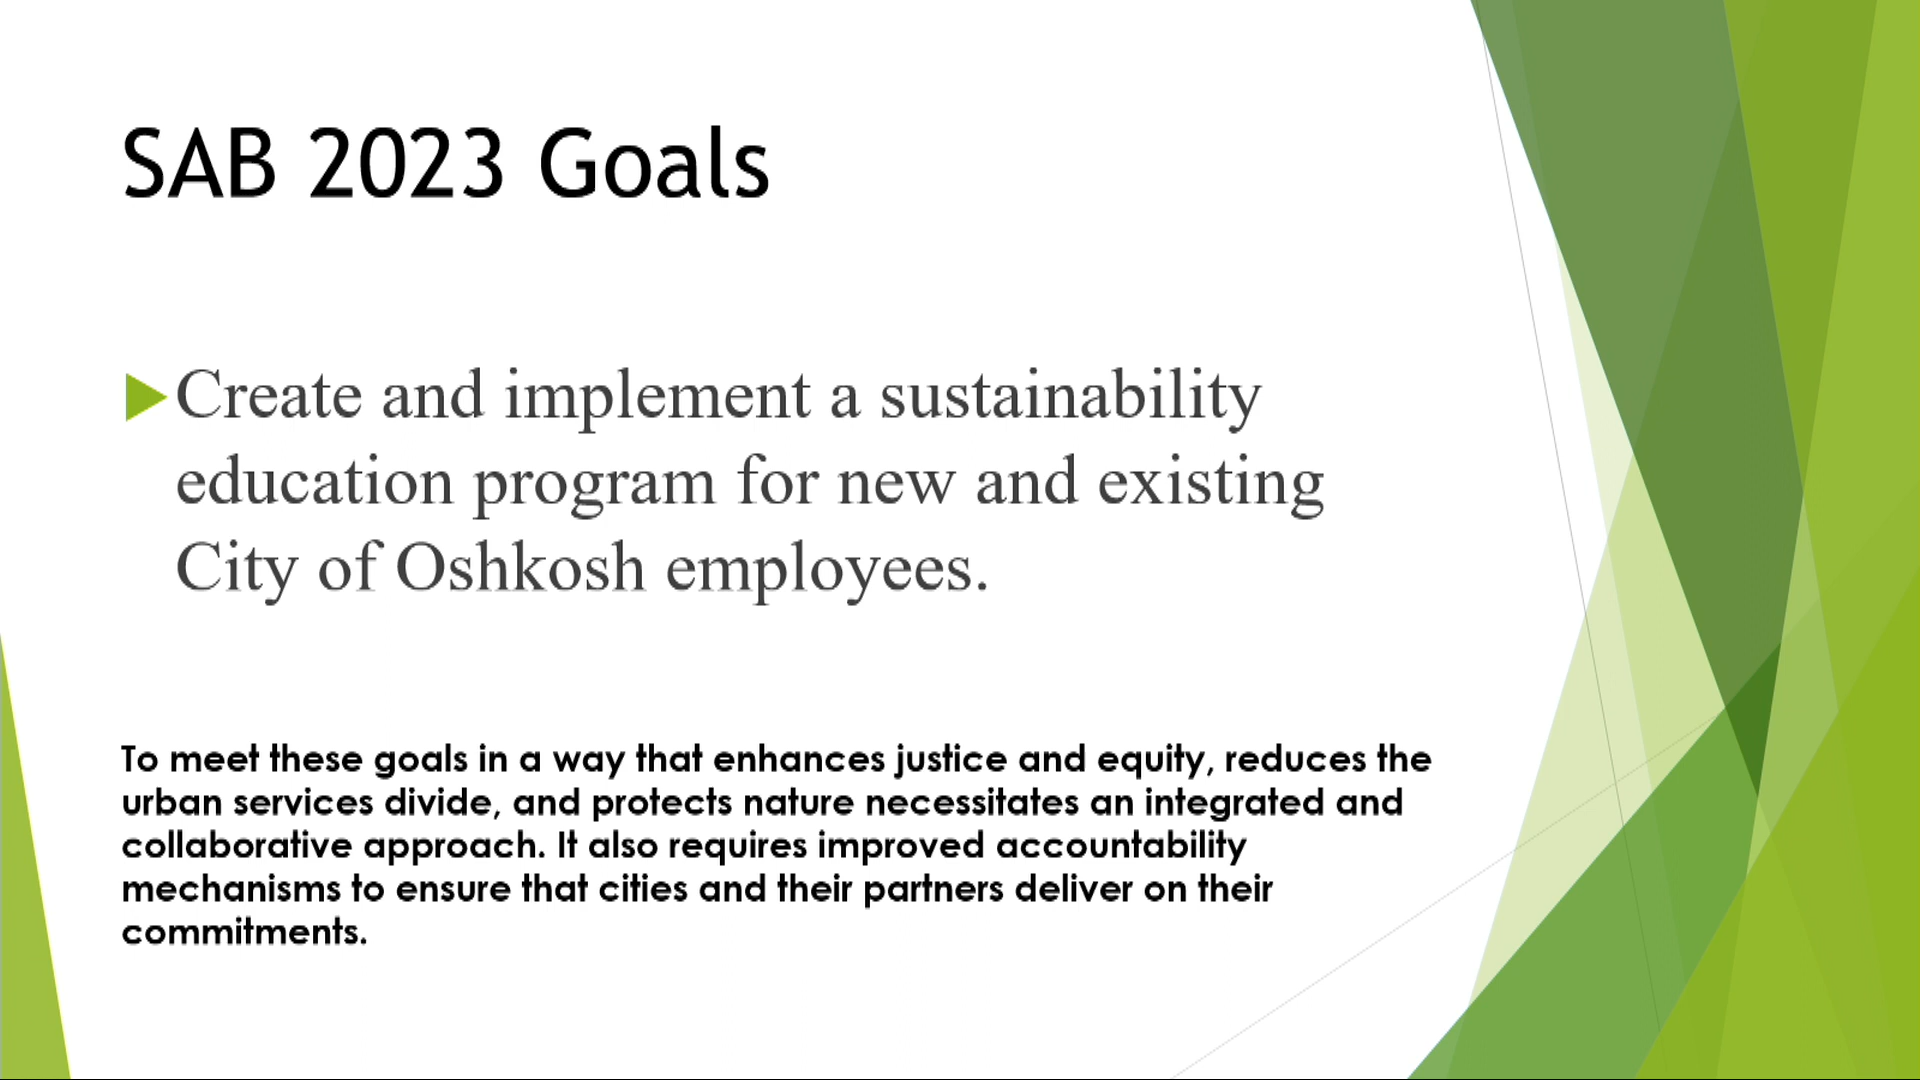 SAB 2023 Goals
Create and implement a sustainability
education program for new and existing
City of Oshkosh employees.
To meet these goals in a way that enhances justice and equity, reduces the
urban services divide, and protects nature necessitates an integrated and
collaborative approach. It also requires improved accountability
mechanisms to ensure that cities and their partners deliver on their
commitments.